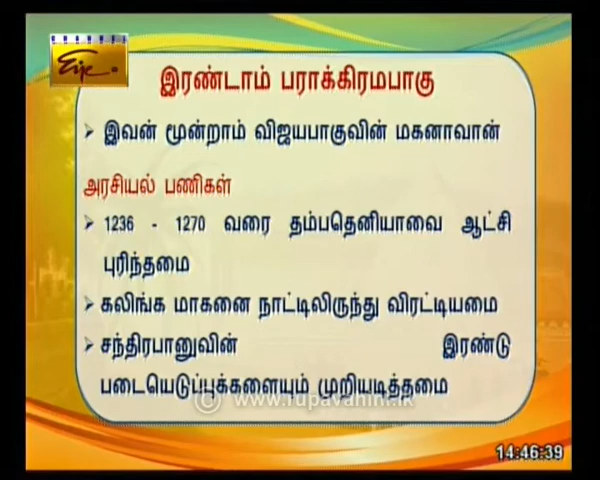 இரண்டாம் பராக்கிரமபாகு
➤ இவன் மூன்றாம் விஜயபாகுவின் மகனாவான்
அரசியல் பணிகள்
➤ 1236 - 1270 வரை தம்பதெனியாவை ஆட்சி
புரிந்தமை
➤ கலிங்க மாகனை நாட்டிலிருந்து விரட்டியமை
➤ சந்திரபானுவின் இரண்டு
படையெடுப்புக்களையும் முறியடித்தமை
© www.rupavahini.lk
14:46:39